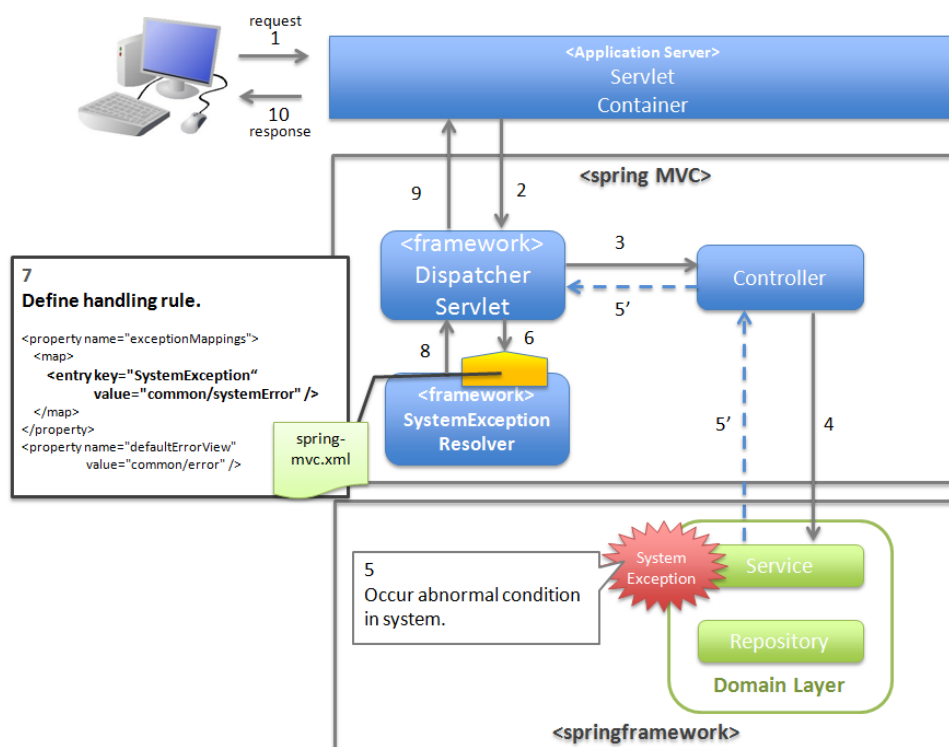 request
1
10
response
<Application Server>
Servlet
Container
<spring MVC>
9
2
<framework>
Dispatcher
Servlet
3
5’
Controller
7
Define handling rule.
<property name="exceptionMappings">
<map>
<entry key="SystemException“
value="common/systemError" />
</map>
</property>
<property name="defaultErrorView"
value="common/error" />
8
6
<framework>
SystemException
Resolver
spring-
mvc.xml
5’
4
5
Occur abnormal condition
in system.
System
Exception
Service
Repository
Domain Layer
<springframework>